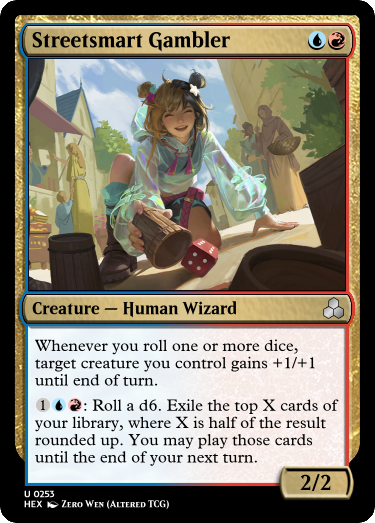 Streetsmart Gambler
Creature — Human Wizard
Whenever you roll one or more dice,
target creature you control gains +1/+1
until end of turn.
1: Roll a d6. Exile the top X cards of
your library, where X is half of the result
rounded up. You may play those cards
until the end of your next turn.
2/2
U 0253
HEX Zero Wen (Altered TCG)